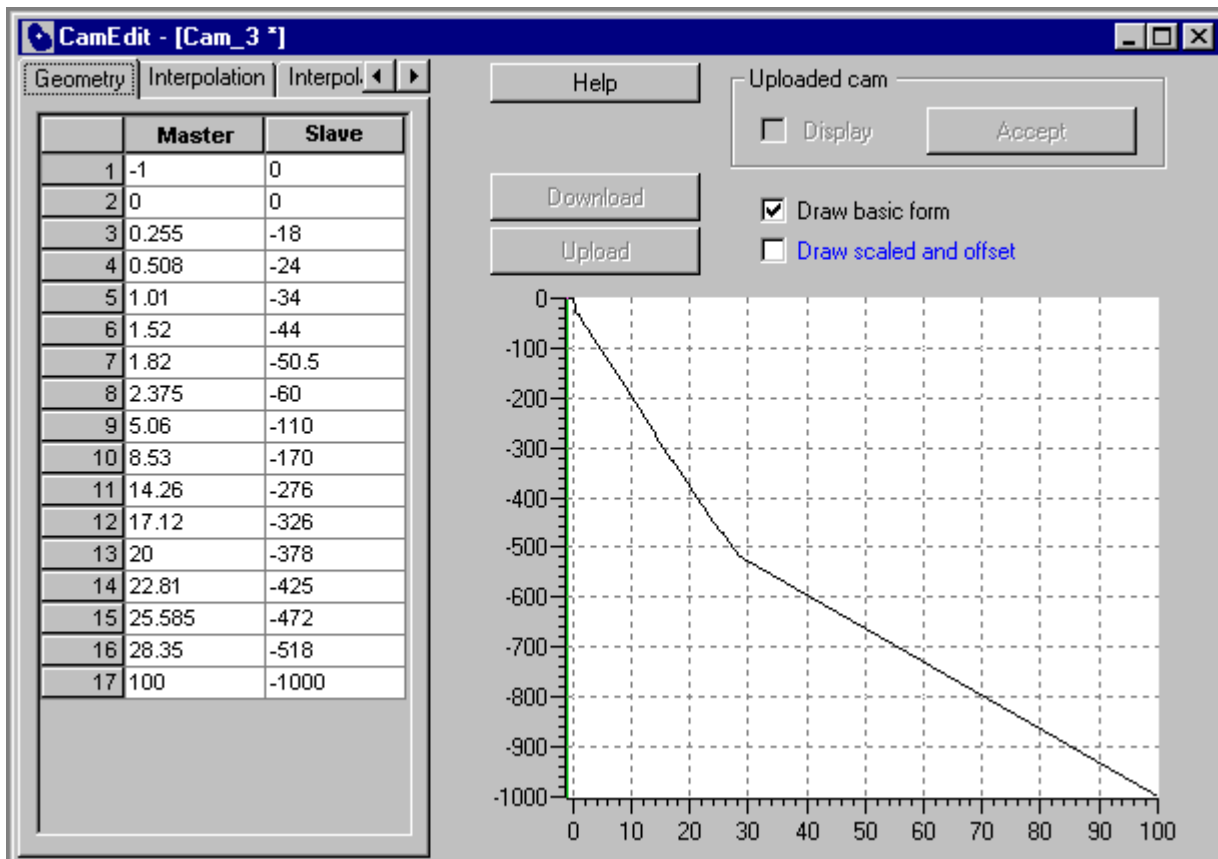 CamEdit - [Cam_3 *]
Geometry Interpolation Interpol
Master Slave
1 -1 0
2 0 0
3 0.255 -18
4 0.508 -24
5 1.01 -34
6 1.52 -44
7 1.82 -50.5
8 2.375 -60
9 5.06 -110
10 8.53 -170
11 14.26 -276
12 17.12 -326
13 20 -378
14 22.81 -425
15 25.585 -472
16 28.35 -518
17 100 -1000
Help
Download
Upload
Uploaded cam
Display Accept
Draw basic form
Draw scaled and offset
0
-100
-200
-300
-400
-500
-600
-700
-800
-900
-1000
0 10 20 30 40 50 60 70 80 90 100